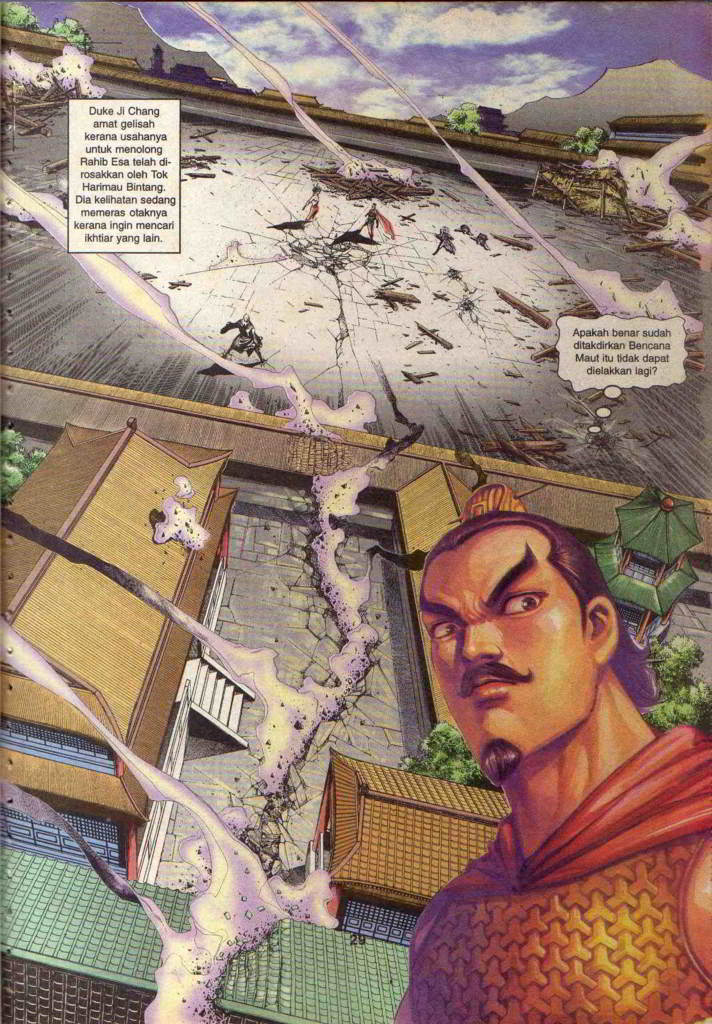 Duke Ji Chang
amat gelisah
kerana usahanya
untuk menolong
Rahib Esa telah di-
rosakkan oleh Tok
Harimau Bintang.
Dia kelihatan sedang
memeras otaknya
kerana ingin mencari
ikhtiar yang lain.
Apakah benar sudah
ditakdirkan Bencana
Maut itu tidak dapat
dielakkan lagi?
29